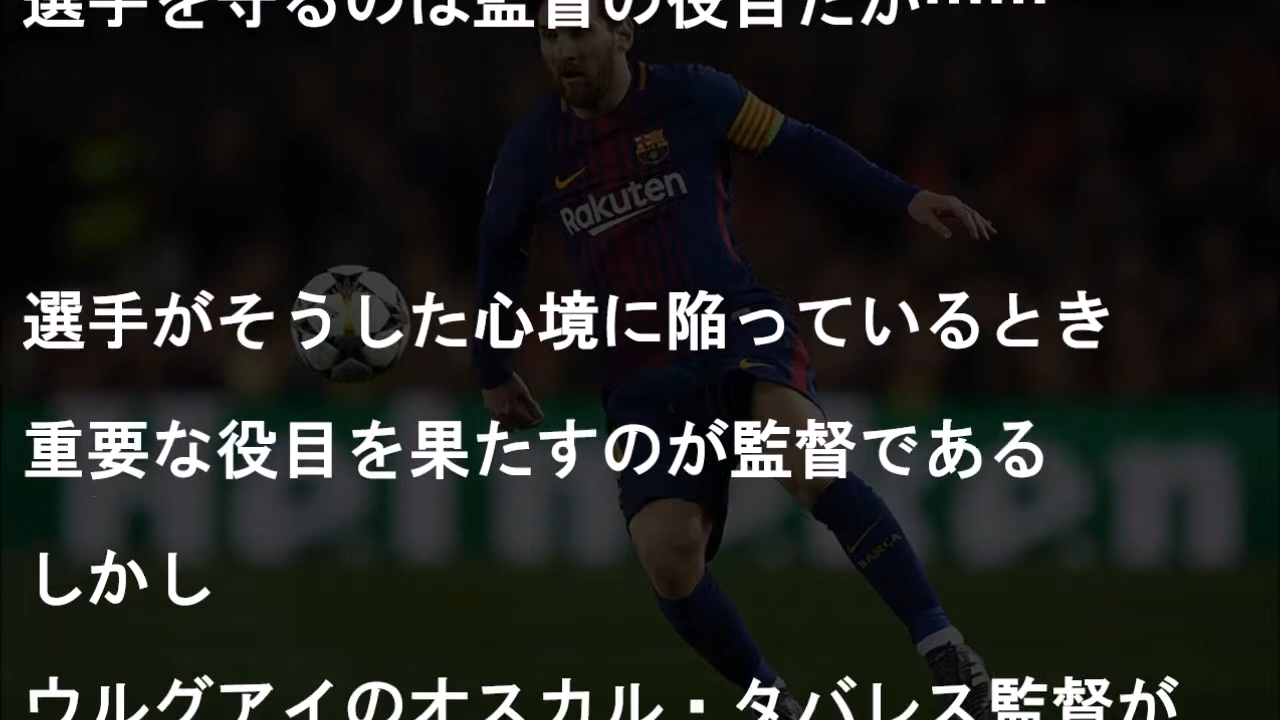 選手を守るのは監督の役目だが……
Rakuten
選手がそうした心境に陥っているとき
重要な役目を果たすのが監督である
Heineken
BARÇA
しかし
ウルグアイのオスカル・タバレス監督が